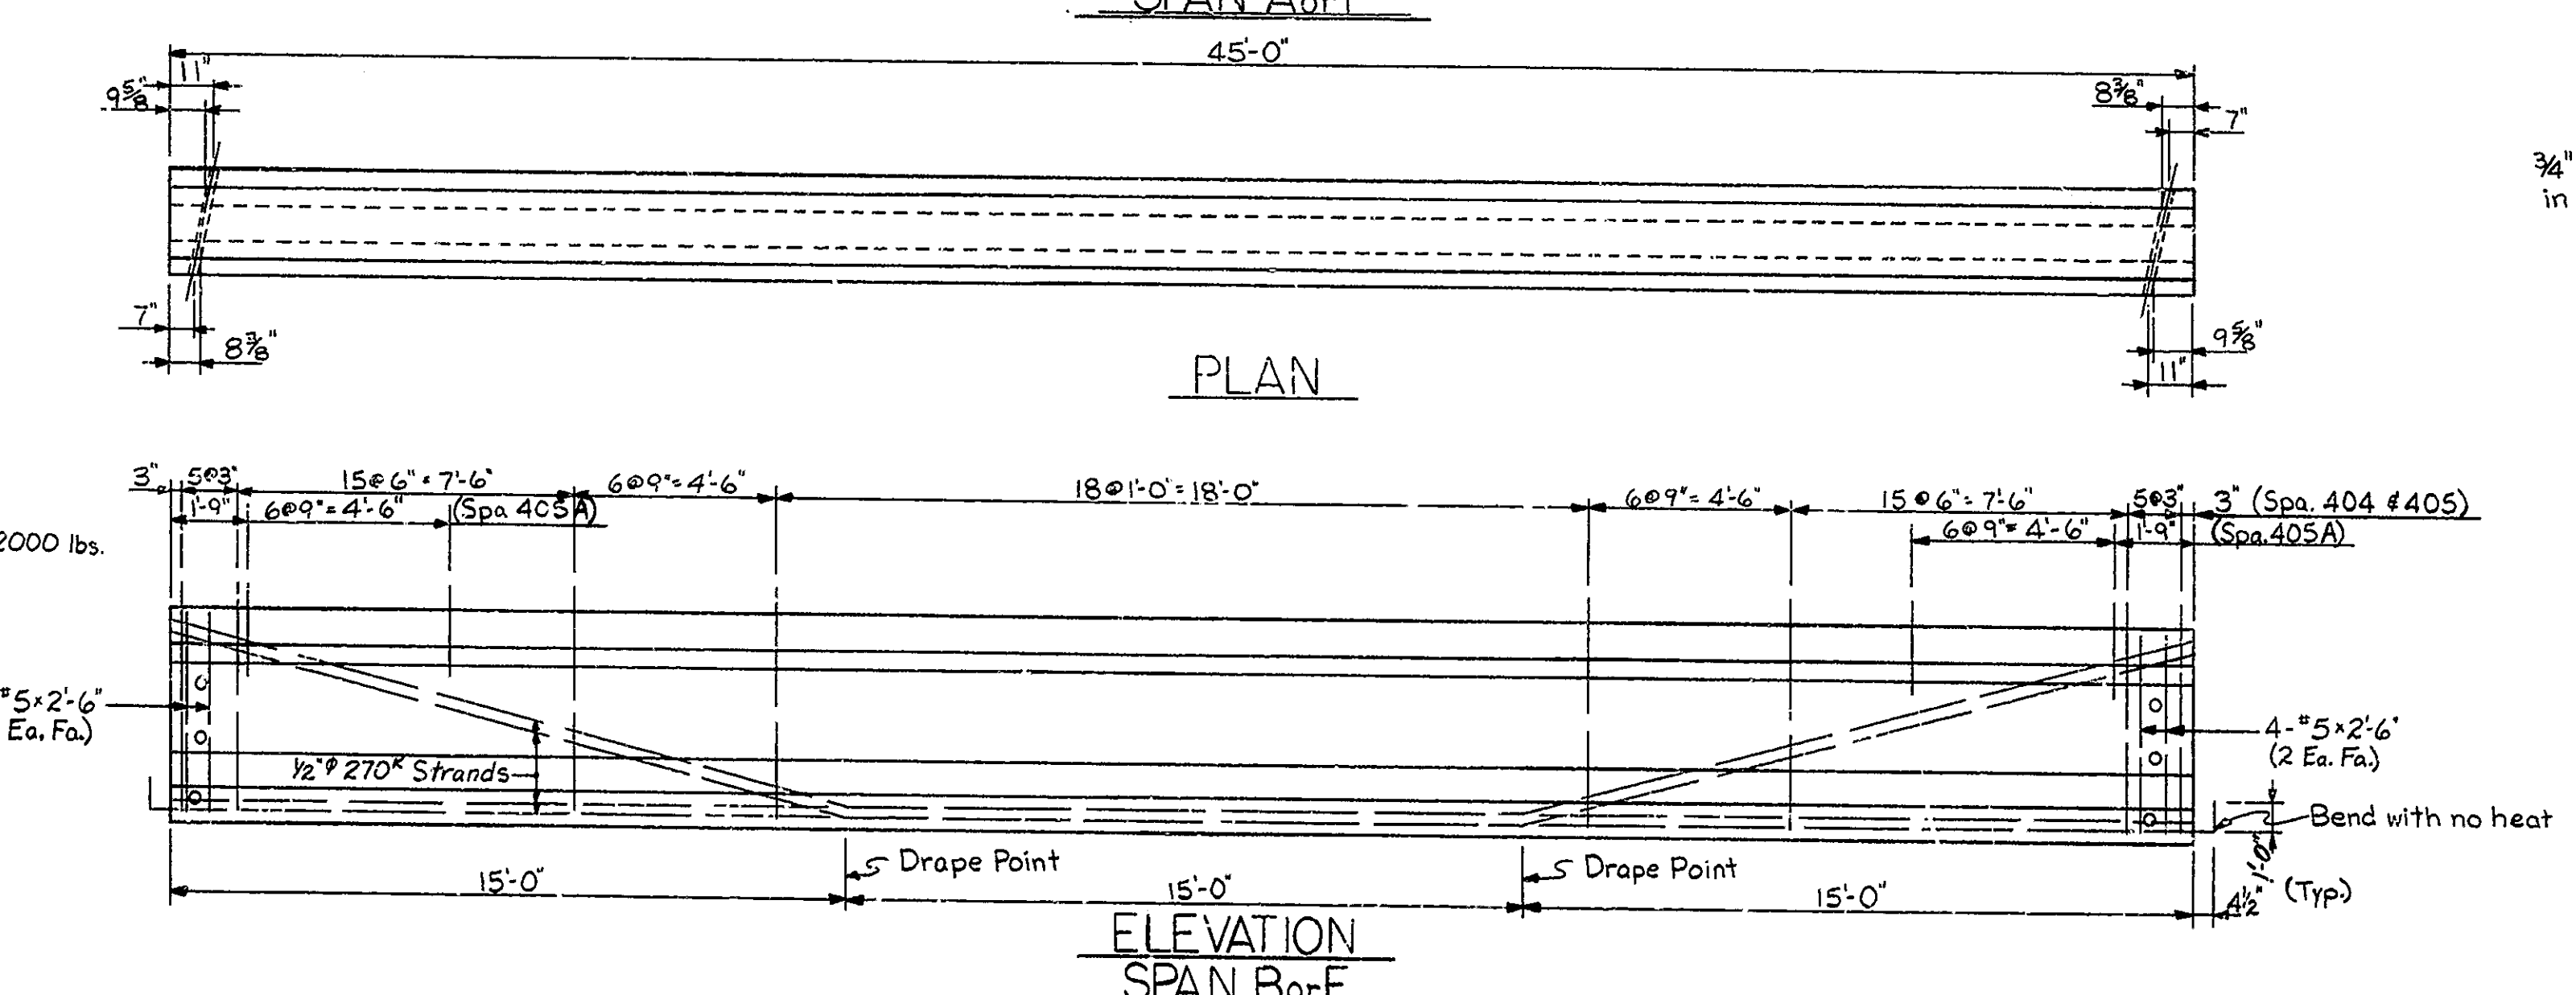 45'-0"
11"
9⅝"
8⅜"
7"
¾"
in
7"
8⅜"
9⅝"
11"
PLAN
3" 5@3" 15@6" = 7'-6" 6@9" = 4'-6" 18@1'-0" = 18'-0" 6@9" = 4'-6" 15@6" = 7'-6" 5@3" 3" (Spa. 404 & 405)
1'-9" 6@9" = 4'-6" (Spa 405A) 6@9" = 4'-6" 1'-9" (Spa. 405A)
2000 lbs.
#5×2'-6"
Ea. Fa.)
½"φ 270ᴷ Strands
4-#5×2'-6"
(2 Ea. Fa.)
Bend with no heat
Drape Point
Drape Point
1'-0"
15'-0" 15'-0" 15'-0" 4½" (Typ.)
ELEVATION
SPAN B or E